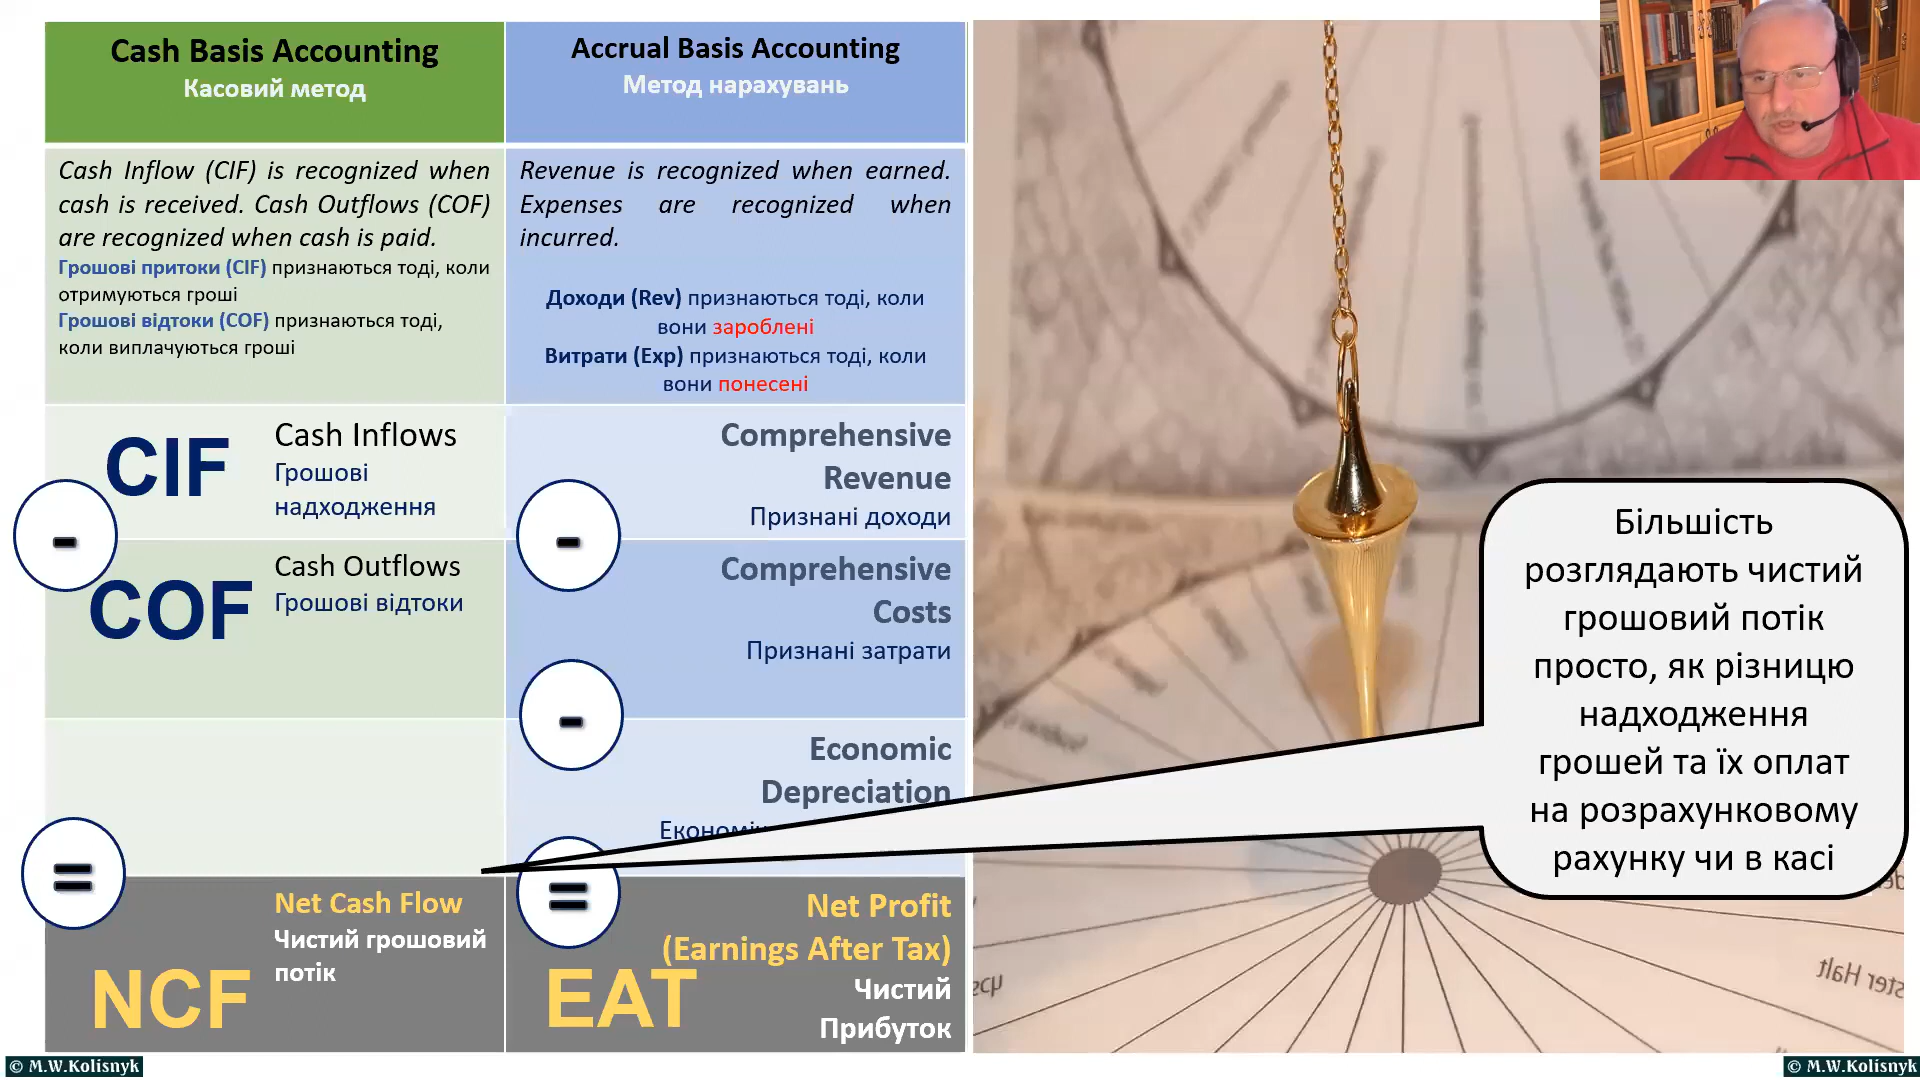 Cash Basis Accounting
Касовий метод
Accrual Basis Accounting
Метод нарахувань
Cash Inflow (CIF) is recognized when
cash is received. Cash Outflows (COF)
are recognized when cash is paid.
Грошові притоки (CIF) признаються тоді, коли
отримуються гроші
Грошові відтоки (COF) признаються тоді,
коли виплачуються гроші
Revenue is recognized when earned.
Expenses are recognized when
incurred.
Доходи (Rev) признаються тоді, коли
вони зароблені
Витрати (Exp) признаються тоді, коли
вони понесені
CIF
Cash Inflows
Грошові
надходження
-
Comprehensive
Revenue
Признані доходи
-
COF
Cash Outflows
Грошові відтоки
Comprehensive
Costs
Признані затрати
-
Economic
Depreciation
=
NCF
Net Cash Flow
Чистий грошовий
потік
=
EAT
Net Profit
(Earnings After Tax)
Чистий
Прибуток
Більшість
розглядають чистий
грошовий потік
просто, як різницю
надходження
грошей та їх оплат
на розрахунковому
рахунку чи в касі
© M.W.Kolisnyk
© M.W.Kolisnyk